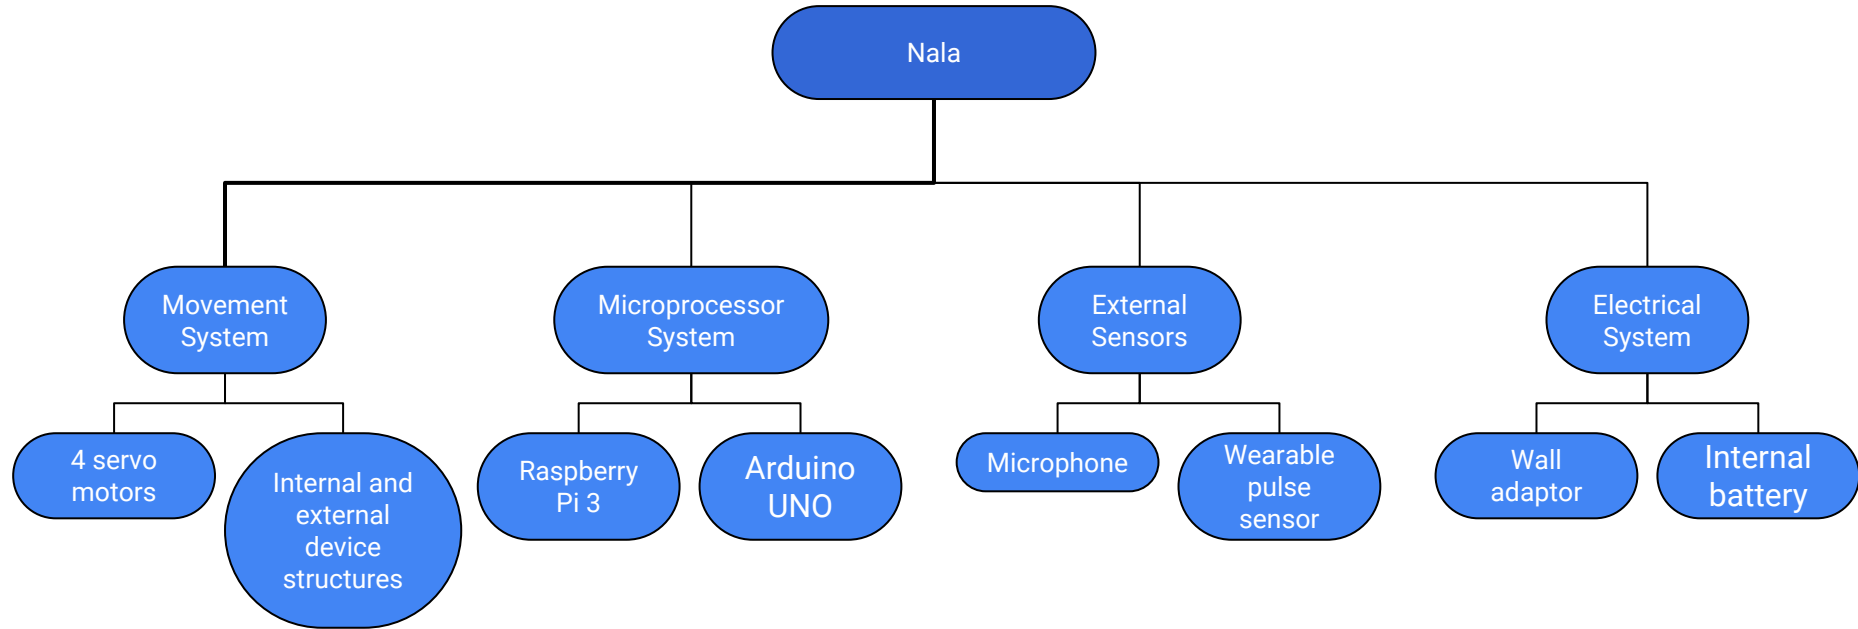 Nala
Movement
System
Microprocessor
System
External
Sensors
Electrical
System
4 servo
motors
Internal and
external
device
structures
Raspberry
Pi 3
Arduino
UNO
Microphone
Wearable
pulse
sensor
Wall
adaptor
Internal
battery